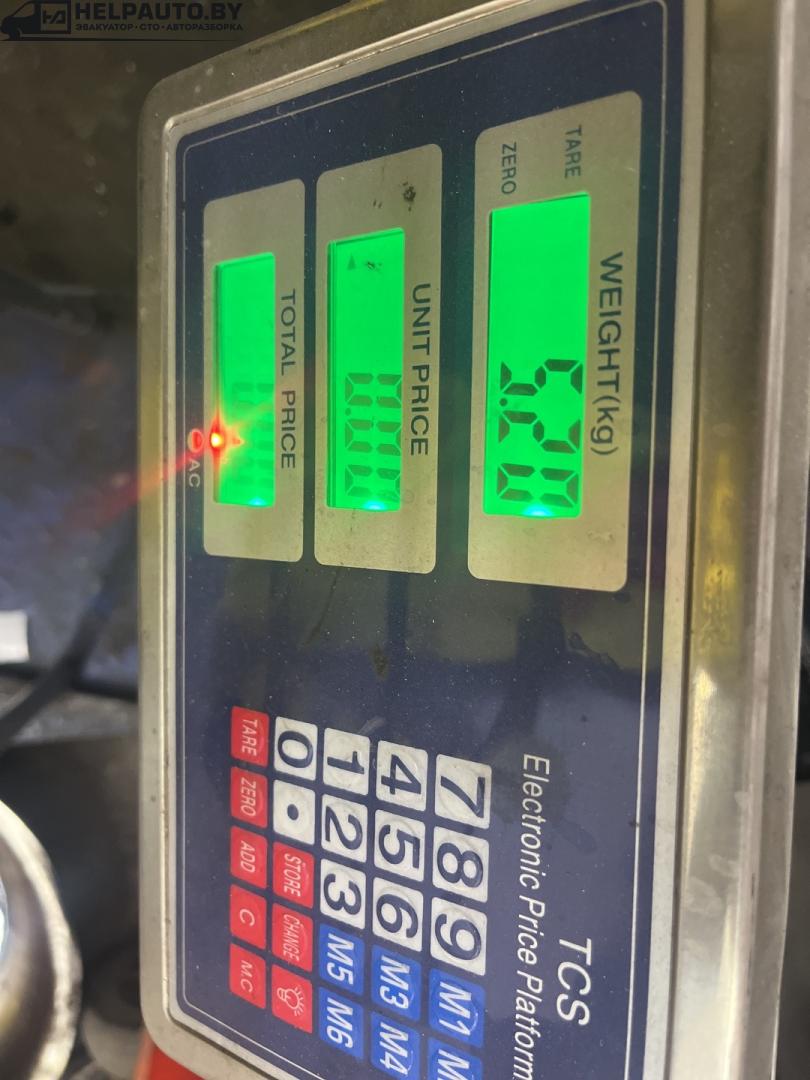 HELPAUTO.BY
ЭВАКУАТОР • СТО • АВТОРАЗБОРКА
TARE
ZERO
WEIGHT(kg)
UNIT PRICE
0.00
TOTAL PRICE
AC
TCS
Electronic Price Platform
7 8 9 M1
4 5 6 M3 M4
1 2 3 M5 M6
0 • STORE CHANGE
TARE ZERO ADD C M.C